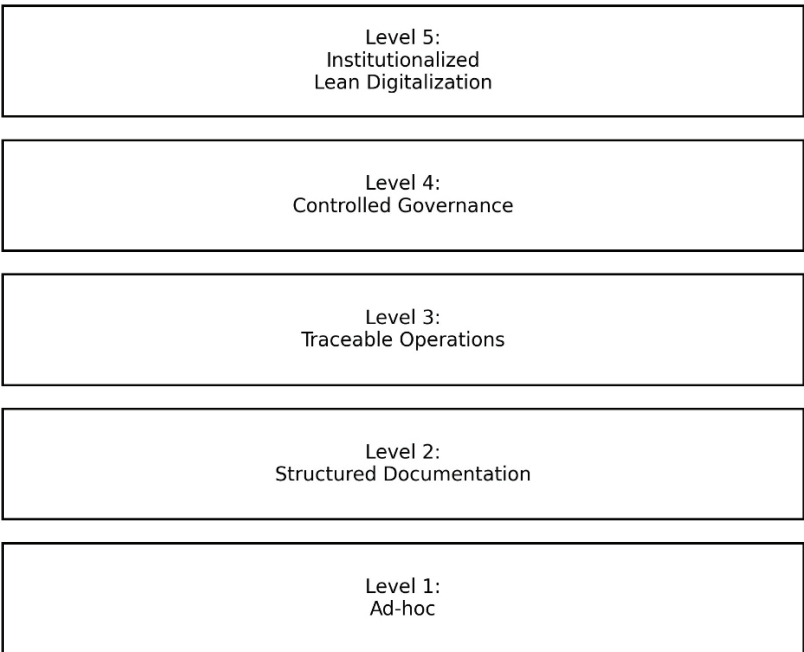 Level 5:
Institutionalized
Lean Digitalization
Level 4:
Controlled Governance
Level 3:
Traceable Operations
Level 2:
Structured Documentation
Level 1:
Ad-hoc